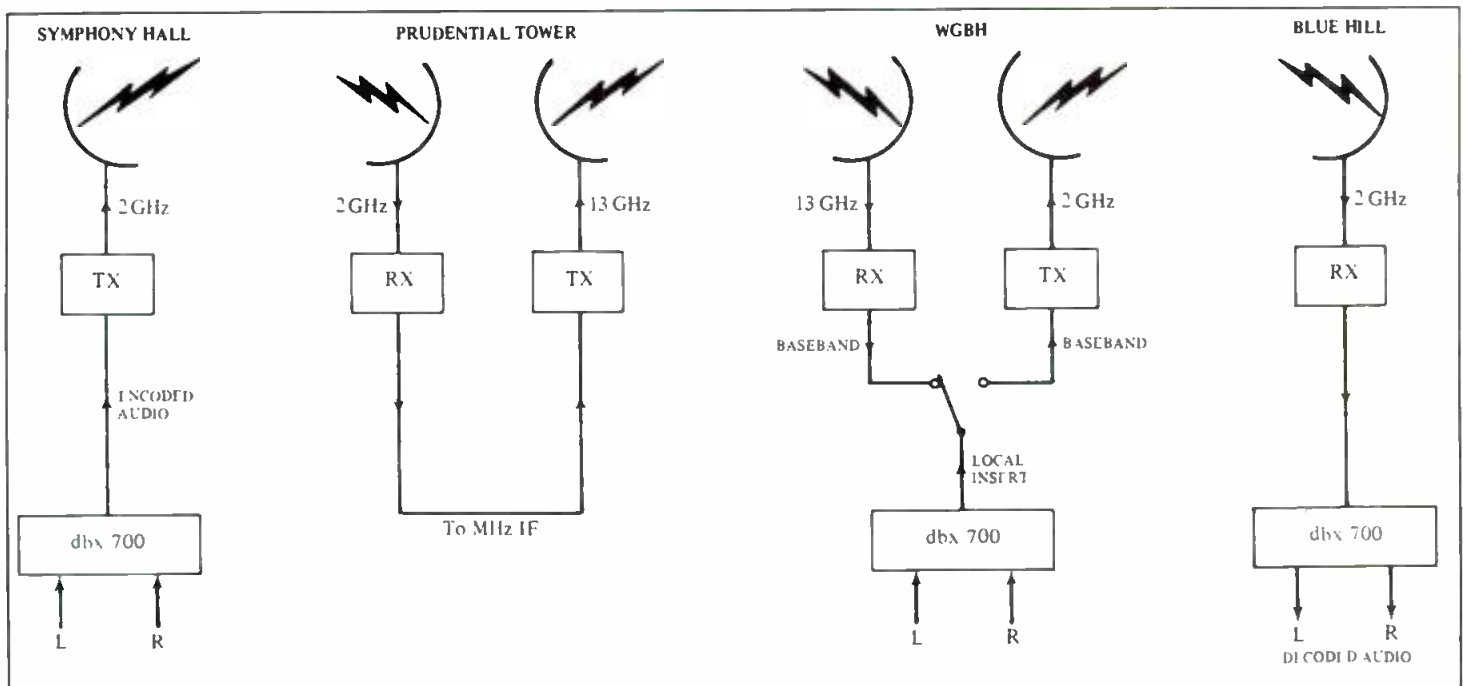 SYMPHONY HALL
2 GHz
TX
ENCODED
AUDIO
dbx 700
L R
PRUDENTIAL TOWER
2 GHz
13 GHz
RX
TX
To MHz IF
WGBH
13 GHz
2 GHz
RX
TX
BASEBAND
BASEBAND
LOCAL
INSERT
dbx 700
L R
BLUE HILL
2 GHz
RX
dbx 700
L R
DECODED AUDIO